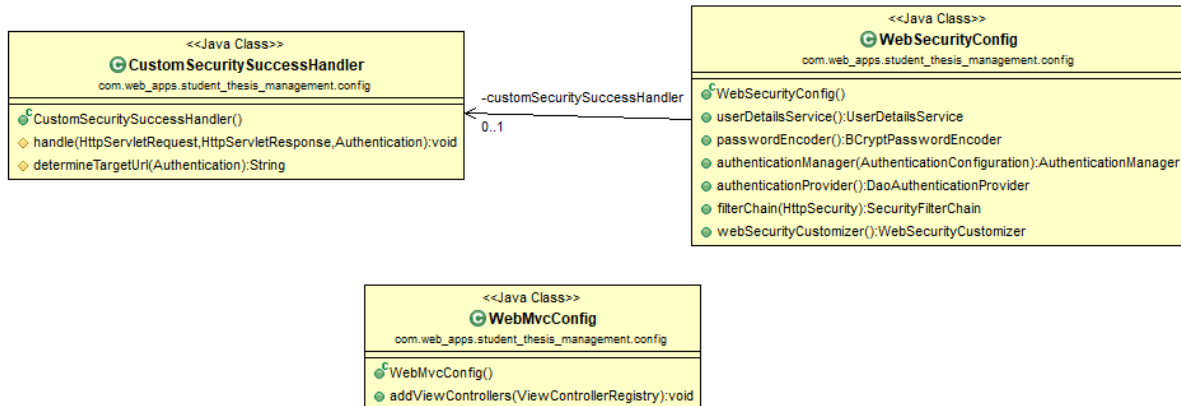 <<Java Class>>
CustomSecuritySuccessHandler
com.web_apps.student_thesis_management.config
CustomSecuritySuccessHandler()
handle(HttpServletRequest,HttpServletResponse,Authentication):void
determineTargetUrl(Authentication):String
-customSecuritySuccessHandler
0..1
<<Java Class>>
WebSecurityConfig
com.web_apps.student_thesis_management.config
WebSecurityConfig()
userDetailsService():UserDetailsService
passwordEncoder():BCryptPasswordEncoder
authenticationManager(AuthenticationConfiguration):AuthenticationManager
authenticationProvider():DaoAuthenticationProvider
filterChain(HttpSecurity):SecurityFilterChain
webSecurityCustomizer():WebSecurityCustomizer
<<Java Class>>
WebMvcConfig
com.web_apps.student_thesis_management.config
WebMvcConfig()
addViewControllers(ViewControllerRegistry):void